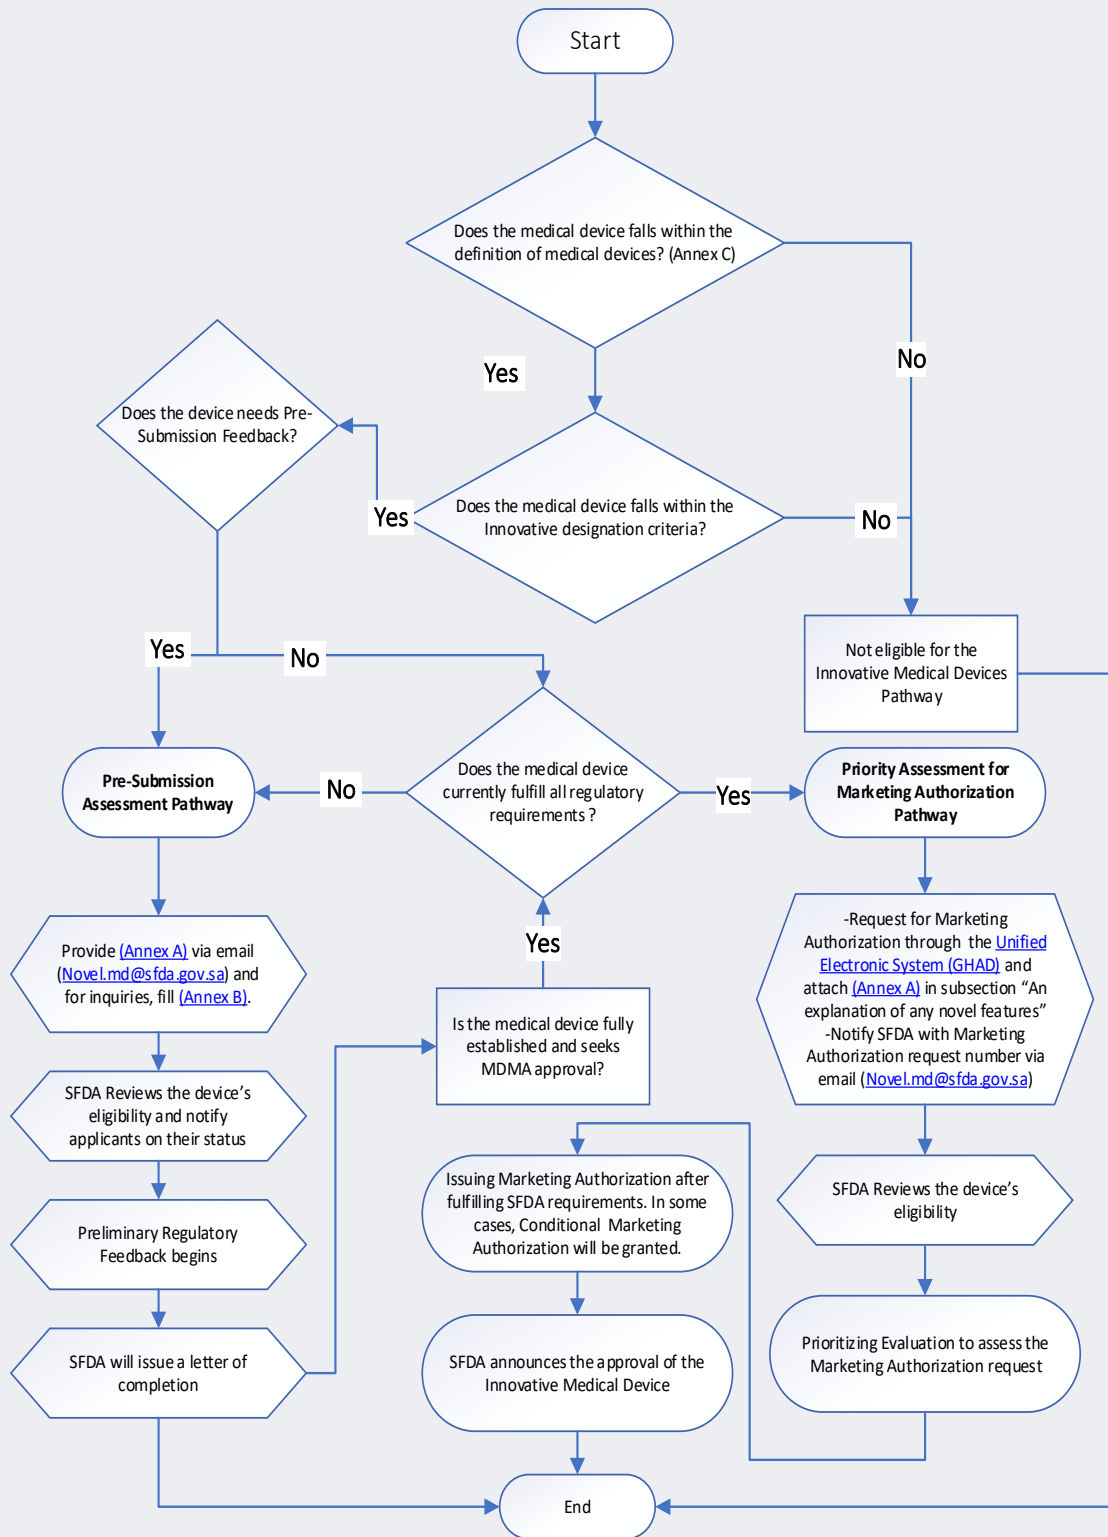 Start
Does the medical device falls within the
definition of medical devices? (Annex C)
No
Yes
Does the device needs Pre-
Submission Feedback?
Does the medical device falls within the
Innovative designation criteria?
Yes
No
Yes
No
Not eligible for the
Innovative Medical Devices
Pathway
Pre-Submission
Assessment Pathway
No
Does the medical device
currently fulfill all regulatory
requirements ?
Yes
Priority Assessment for
Marketing Authorization
Pathway
Provide (Annex A) via email
(Novel.md@sfda.gov.sa) and
for inquiries, fill (Annex B).
Yes
-Request for Marketing
Authorization through the Unified
Electronic System (GHAD) and
attach (Annex A) in subsection “An
explanation of any novel features”
-Notify SFDA with Marketing
Authorization request number via
email (Novel.md@sfda.gov.sa)
Is the medical device fully
established and seeks
MDMA approval?
SFDA Reviews the device’s
eligibility and notify
applicants on their status
Issuing Marketing Authorization after
fulfilling SFDA requirements. In some
cases, Conditional Marketing
Authorization will be granted.
SFDA Reviews the device’s
eligibility
Preliminary Regulatory
Feedback begins
SFDA will issue a letter of
completion
SFDA announces the approval of the
Innovative Medical Device
Prioritizing Evaluation to assess the
Marketing Authorization request
End